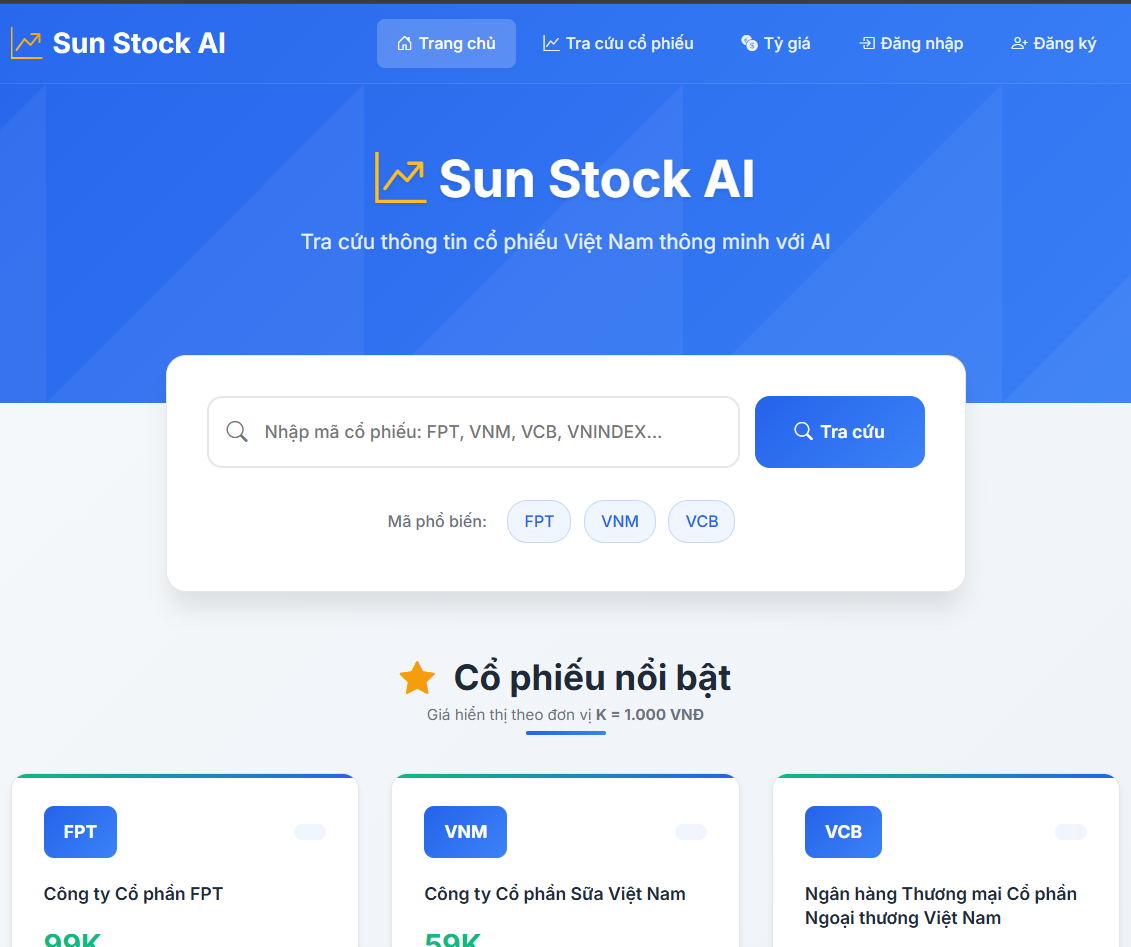 Sun Stock AI
Trang chủ
Tra cứu cổ phiếu
Tỷ giá
Đăng nhập
Đăng ký
Sun Stock AI
Tra cứu thông tin cổ phiếu Việt Nam thông minh với AI
Nhập mã cổ phiếu: FPT, VNM, VCB, VNINDEX...
Tra cứu
Mã phổ biến:
FPT
VNM
VCB
Cổ phiếu nổi bật
Giá hiển thị theo đơn vị K = 1.000 VNĐ
FPT
Công ty Cổ phần FPT
99K
VNM
Công ty Cổ phần Sữa Việt Nam
59K
VCB
Ngân hàng Thương mại Cổ phần
Ngoại thương Việt Nam